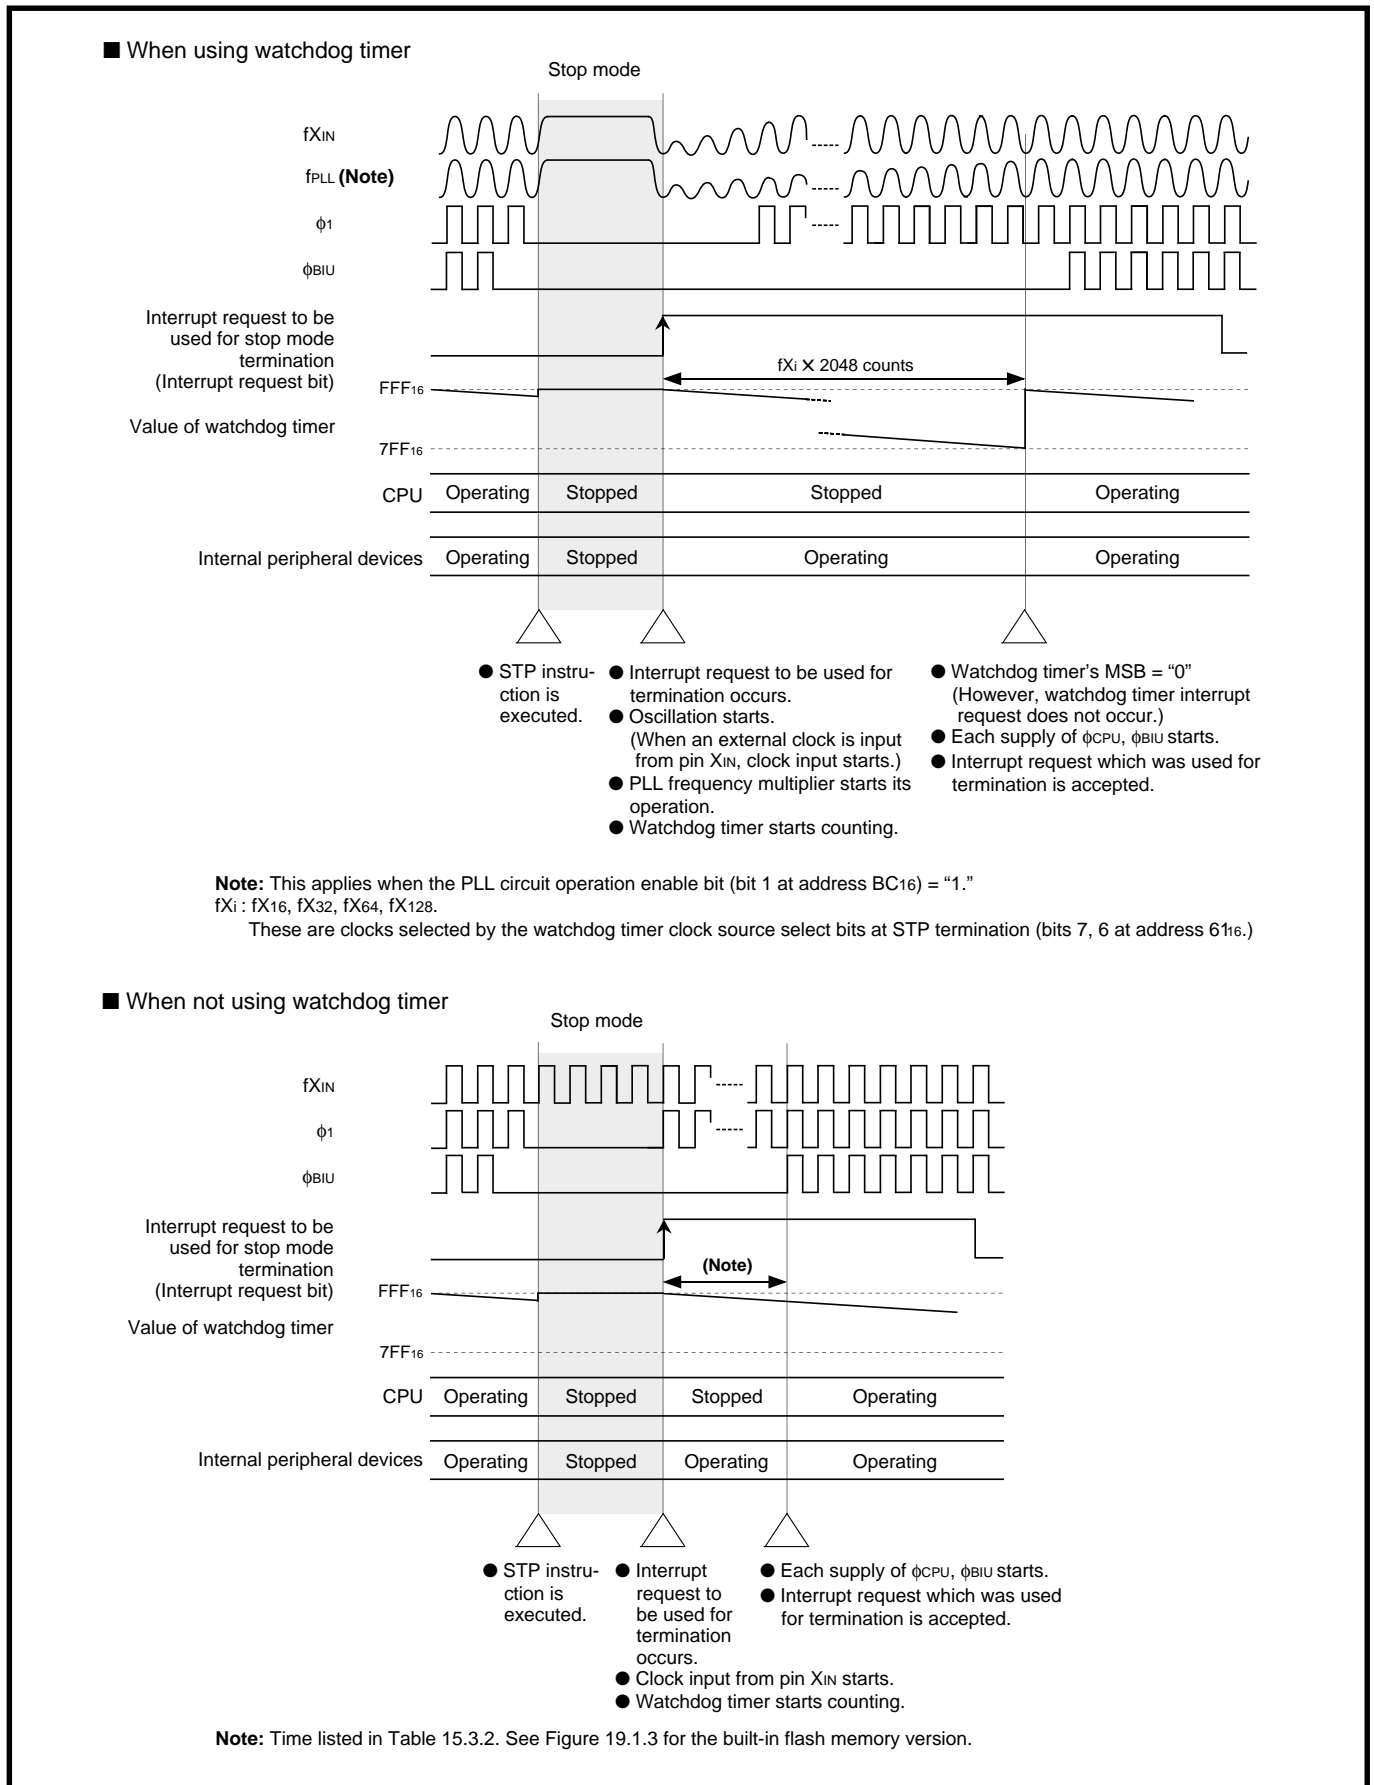 ■ When using watchdog timer
Stop mode
fXIN
fPLL (Note)
ϕ1
ϕBIU
Interrupt request to be
used for stop mode
termination
(Interrupt request bit)
fXi × 2048 counts
FFF16
Value of watchdog timer
7FF16
CPU Operating Stopped Stopped Operating
Internal peripheral devices Operating Stopped Operating Operating
● STP instru-
ction is
executed.
● Interrupt request to be used for
termination occurs.
● Oscillation starts.
(When an external clock is input
from pin XIN, clock input starts.)
● PLL frequency multiplier starts its
operation.
● Watchdog timer starts counting.
● Watchdog timer's MSB = “0”
(However, watchdog timer interrupt
request does not occur.)
● Each supply of ϕCPU, ϕBIU starts.
● Interrupt request which was used for
termination is accepted.
Note: This applies when the PLL circuit operation enable bit (bit 1 at address BC16) = “1.”
fXi : fX16, fX32, fX64, fX128.
These are clocks selected by the watchdog timer clock source select bits at STP termination (bits 7, 6 at address 6116.)
■ When not using watchdog timer
Stop mode
fXIN
ϕ1
ϕBIU
Interrupt request to be
used for stop mode
termination
(Interrupt request bit)
(Note)
FFF16
Value of watchdog timer
7FF16
CPU Operating Stopped Stopped Operating
Internal peripheral devices Operating Stopped Operating Operating
● STP instru-
ction is
executed.
● Interrupt
request to
be used for
termination
occurs.
● Clock input from pin XIN starts.
● Watchdog timer starts counting.
● Each supply of ϕCPU, ϕBIU starts.
● Interrupt request which was used
for termination is accepted.
Note: Time listed in Table 15.3.2. See Figure 19.1.3 for the built-in flash memory version.